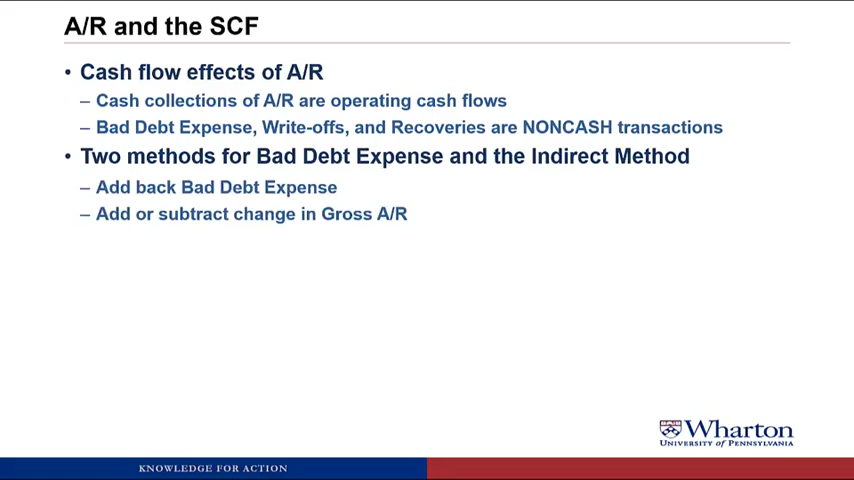 A/R and the SCF
• Cash flow effects of A/R
– Cash collections of A/R are operating cash flows
– Bad Debt Expense, Write-offs, and Recoveries are NONCASH transactions
• Two methods for Bad Debt Expense and the Indirect Method
– Add back Bad Debt Expense
– Add or subtract change in Gross A/R
Wharton
UNIVERSITY of PENNSYLVANIA
KNOWLEDGE FOR ACTION